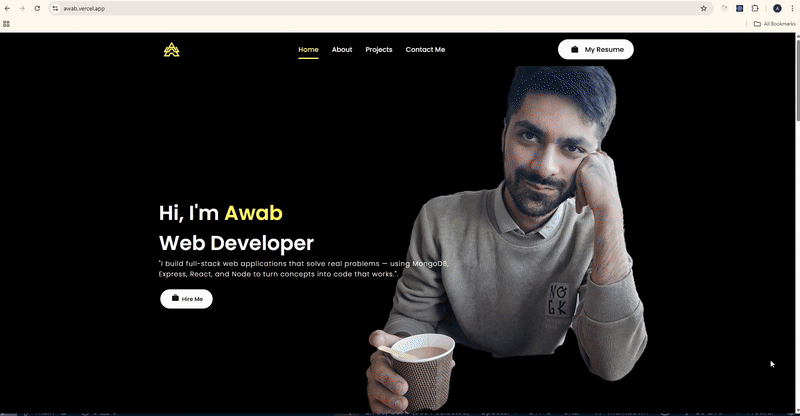 awab.vercel.app
All Bookmarks
Home About Projects Contact Me My Resume
Hi, I'm Awab
Web Developer
"I build full-stack web applications that solve real problems — using MongoDB,
Express, React, and Node to turn concepts into code that works.".
Hire Me
NO
GK